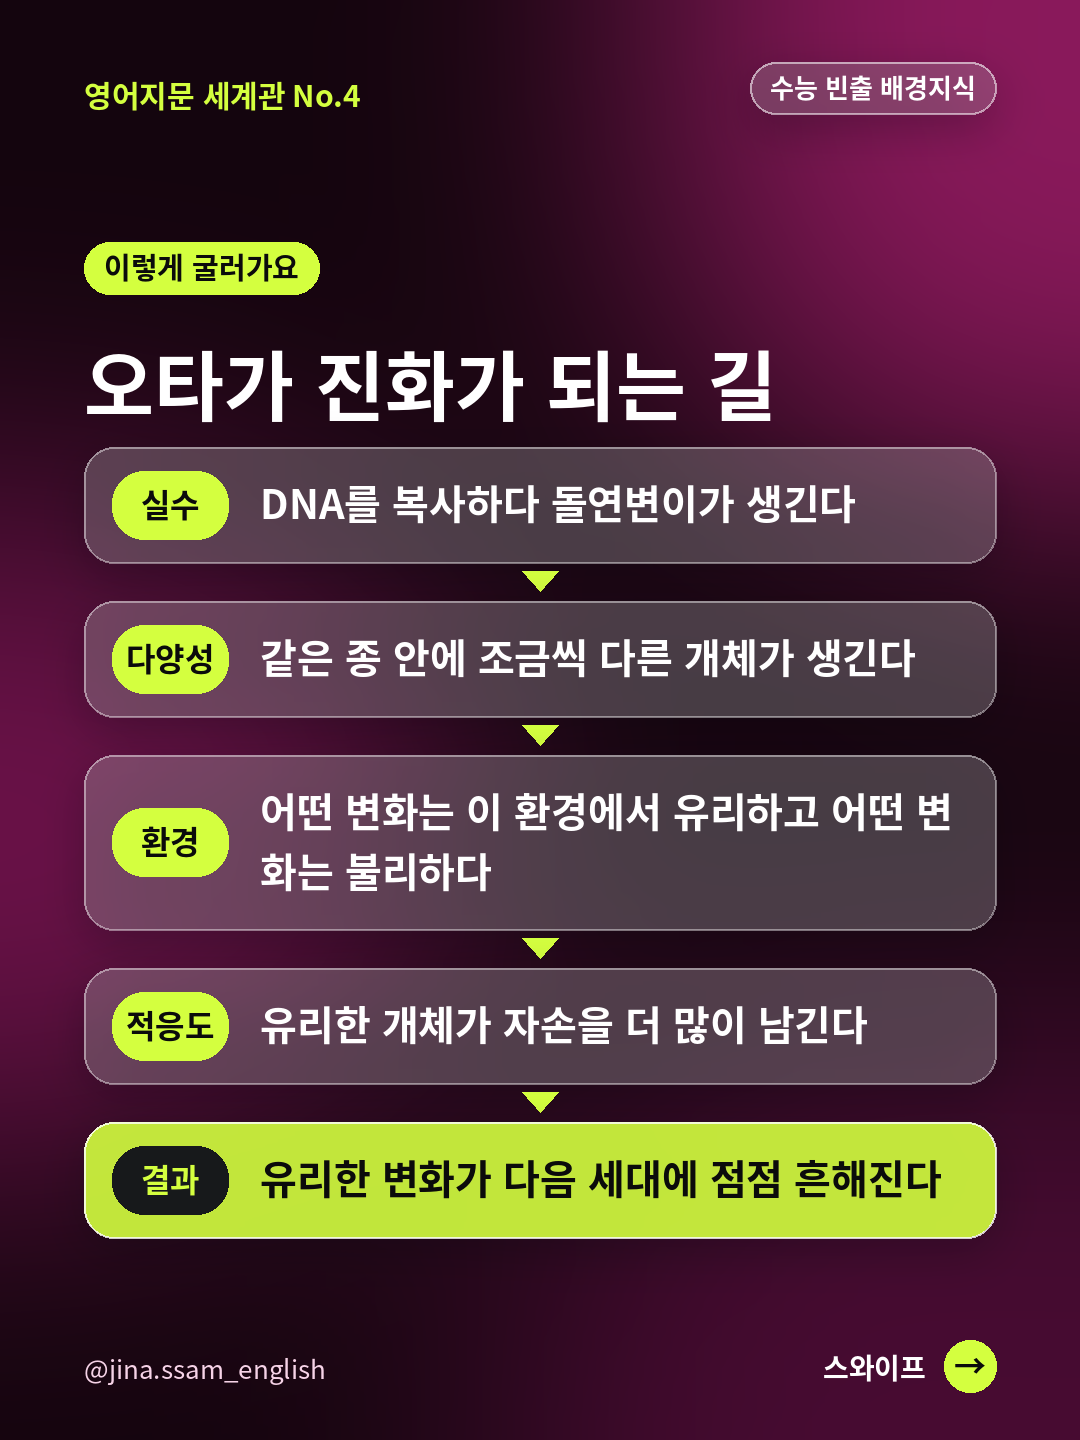 영어지문 세계관 No.4
수능 빈출 배경지식
이렇게 굴러가요
오타가 진화가 되는 길
실수
DNA를 복사하다 돌연변이가 생긴다
다양성
같은 종 안에 조금씩 다른 개체가 생긴다
환경
어떤 변화는 이 환경에서 유리하고 어떤 변
화는 불리하다
적응도
유리한 개체가 자손을 더 많이 남긴다
결과
유리한 변화가 다음 세대에 점점 흔해진다
@jina.ssam_english
스와이프 →